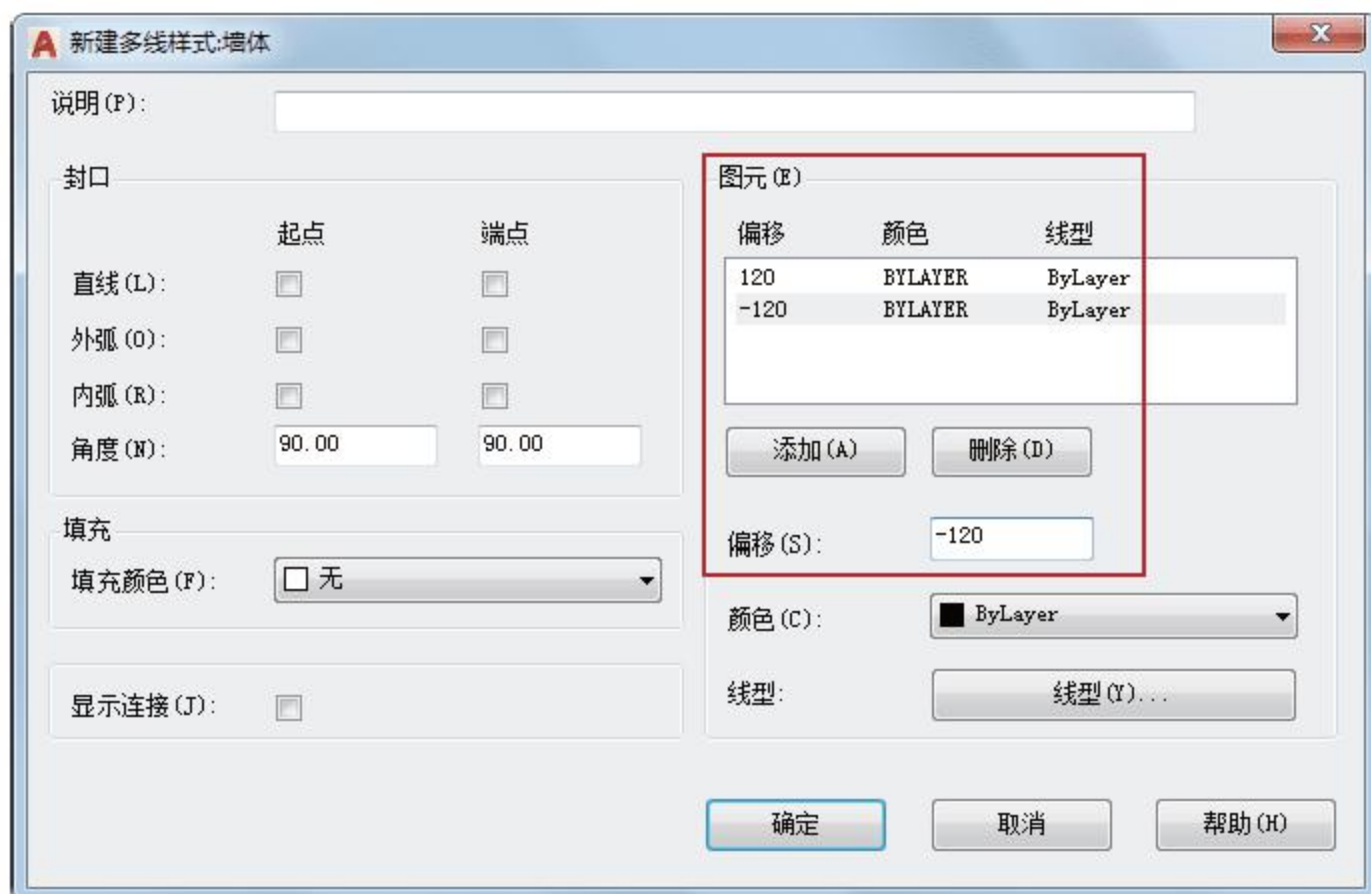 新建多线样式:墙体
说明(P):
封口
起点 端点
直线(L):
外弧(O):
内弧(R):
角度(N): 90.00 90.00
填充
填充颜色(F): 无
显示连接(J):
图元(E)
偏移 颜色 线型
120 BYLAYER ByLayer
-120 BYLAYER ByLayer
添加(A) 删除(D)
偏移(S): -120
颜色(C): ByLayer
线型: 线型(Y)...
确定 取消 帮助(H)